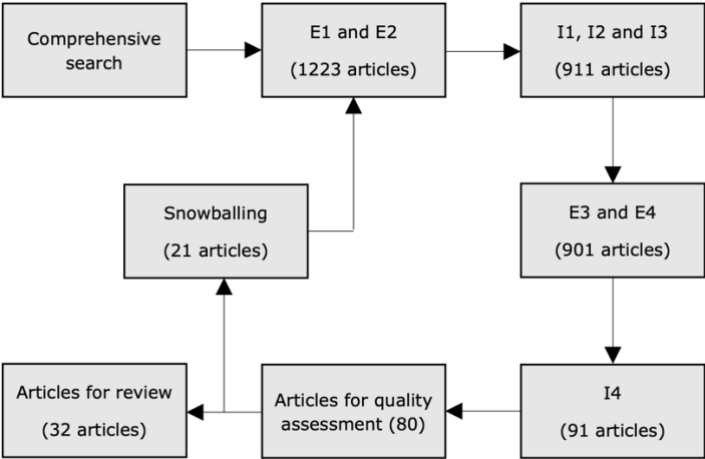 Comprehensive
search
E1 and E2
(1223 articles)
I1, I2 and I3
(911 articles)
Snowballing
(21 articles)
E3 and E4
(901 articles)
Articles for review
(32 articles)
Articles for quality
assessment (80)
I4
(91 articles)